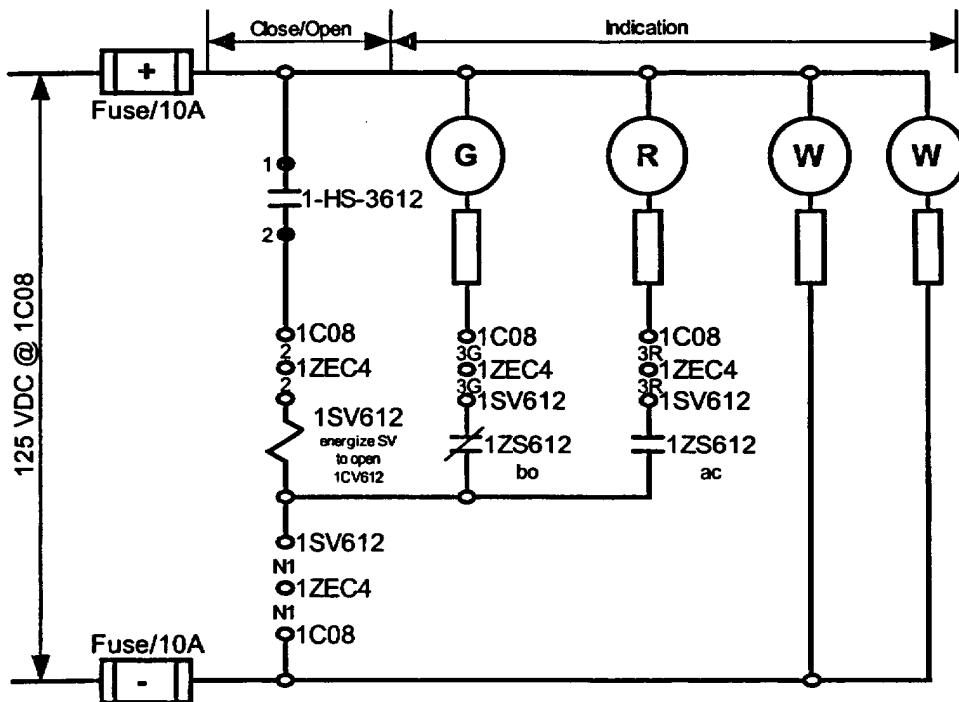 Close/Open
Indication
+
Fuse/10A
G
R
W
W
1
1-HS-3612
2
125 VDC @ 1C08
1C08
2
1ZEC4
2
1SV612
energize SV
to open
1CV612
1C08
3G
1ZEC4
3G
1SV612
1ZS612
bo
1C08
3R
1ZEC4
3R
1SV612
1ZS612
ac
1SV612
N1
1ZEC4
N1
1C08
Fuse/10A
-